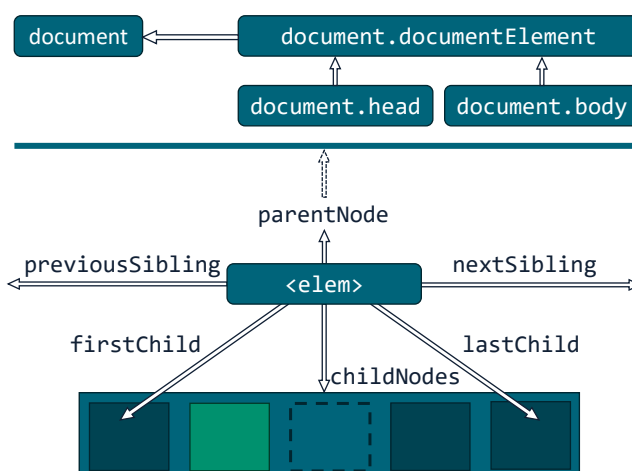 document
document.documentElement
document.head
document.body
parentNode
previousSibling
<elem>
nextSibling
firstChild
lastChild
childNodes